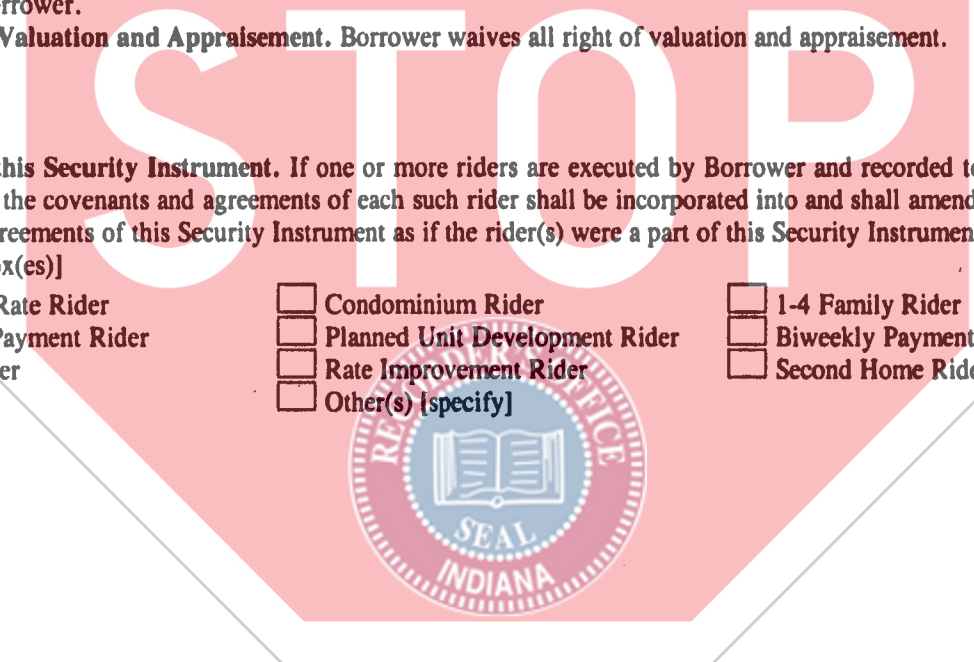 rrower.
Valuation and Appraisement. Borrower waives all right of valuation and appraisement.
STOP
this Security Instrument. If one or more riders are executed by Borrower and recorded to
the covenants and agreements of each such rider shall be incorporated into and shall amend
reements of this Security Instrument as if the rider(s) were a part of this Security Instrumen
x(es)]
Rate Rider Condominium Rider 1-4 Family Rider
Payment Rider Planned Unit Development Rider Biweekly Payment
er Rate Improvement Rider Second Home Ride
Other(s) [specify]
RECORDER'S OFFICE
SEAL
INDIANA